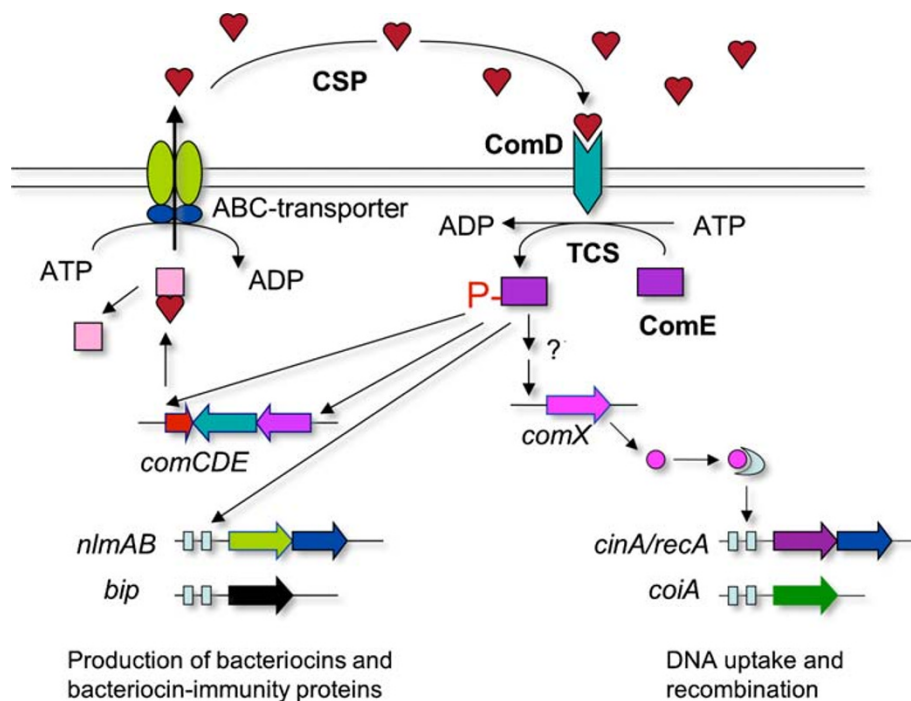 CSP
ComD
ABC-transporter
ATP
ADP
ADP
ATP
TCS
P-
ComE
?
comX
comCDE
nlmAB
bip
cinA/recA
coiA
Production of bacteriocins and
bacteriocin-immunity proteins
DNA uptake and
recombination